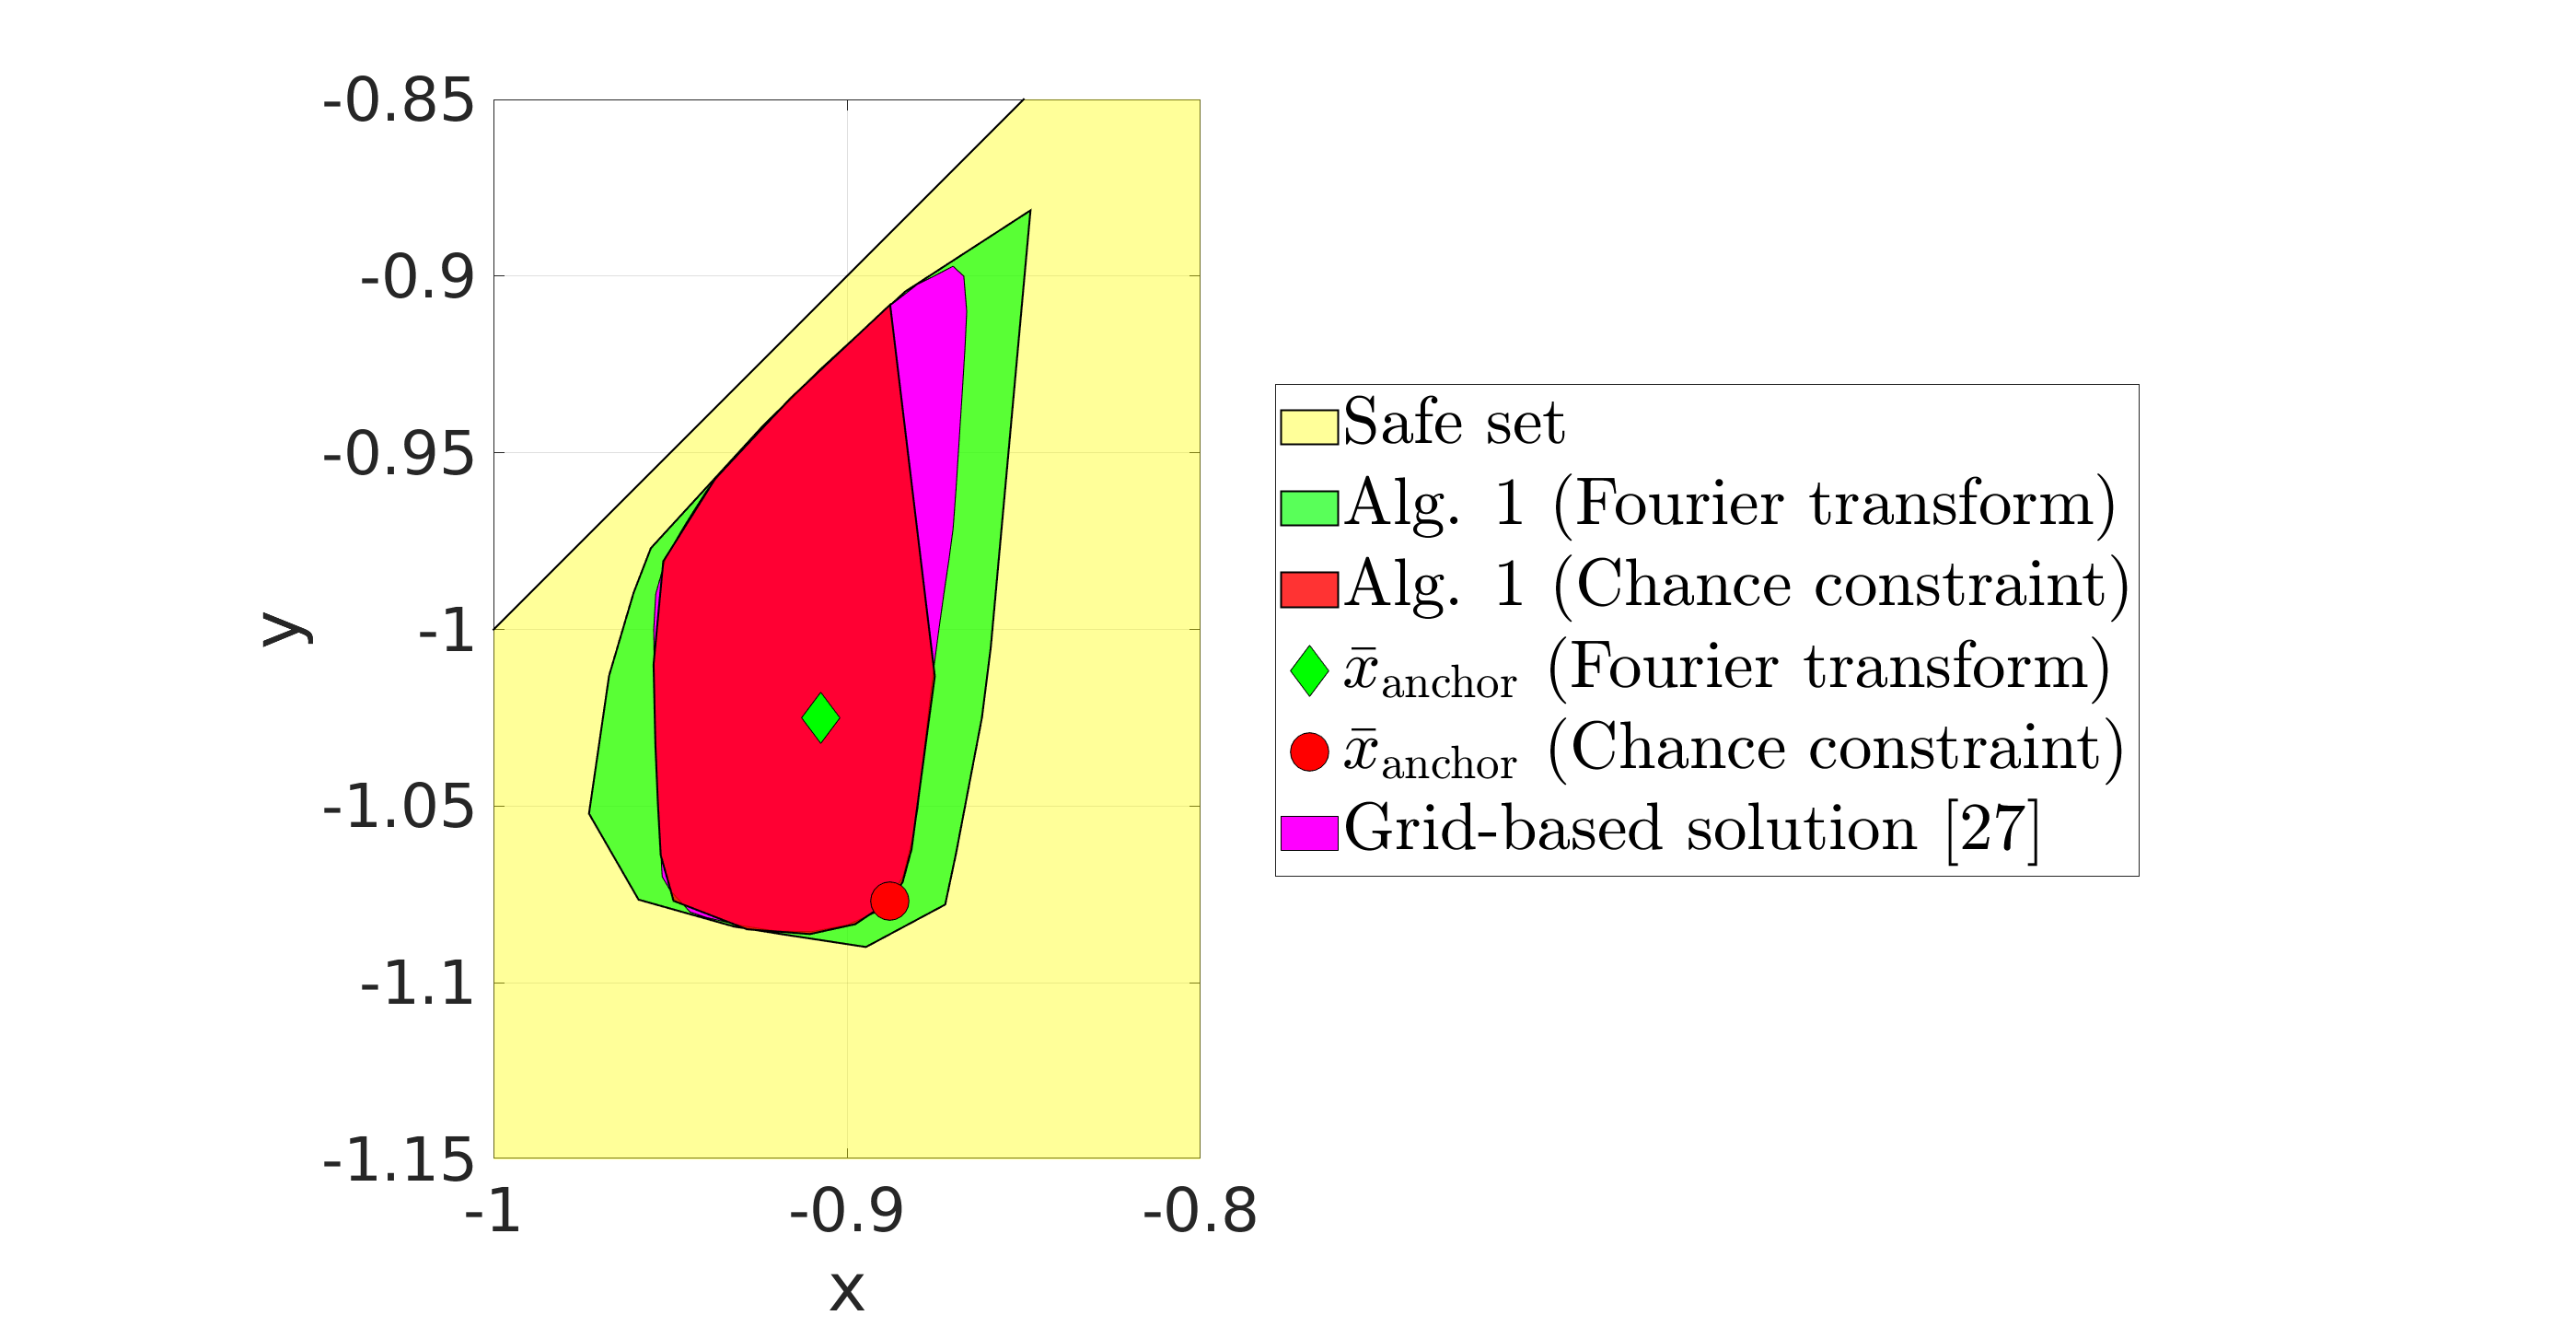 -0.85
-0.9
-0.95
-1
-1.05
-1.1
-1.15
y
-1 -0.9 -0.8
x
Safe set
Alg. 1 (Fourier transform)
Alg. 1 (Chance constraint)
x̄anchor (Fourier transform)
x̄anchor (Chance constraint)
Grid-based solution [27]